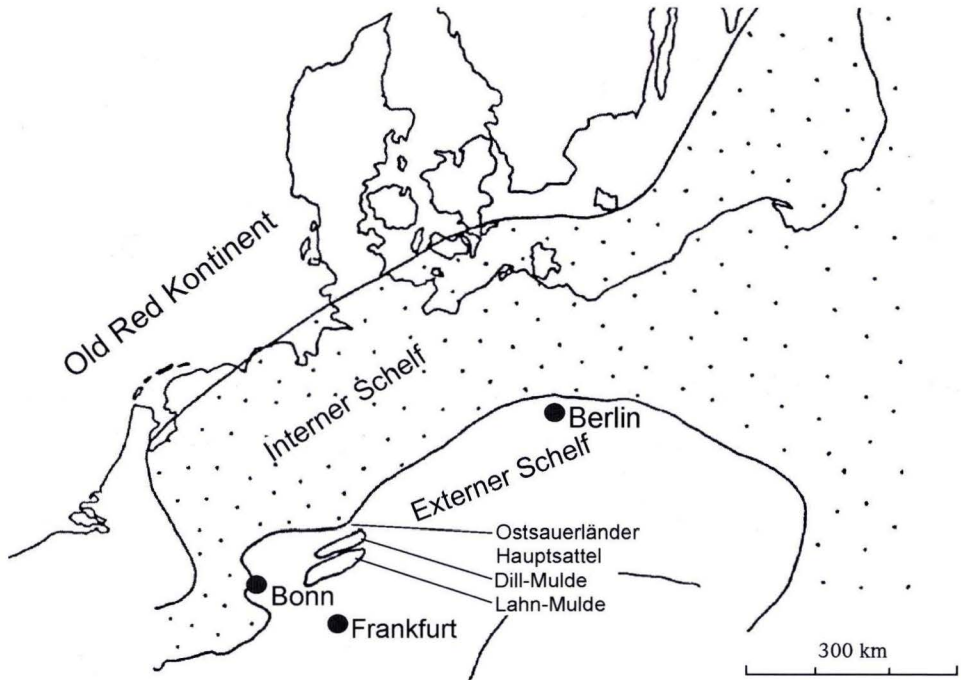 Old Red Kontinent
Interner Schelf
Berlin
Externer Schelf
Ostsauerländer
Hauptsattel
Dill-Mulde
Lahn-Mulde
Bonn
Frankfurt
300 km